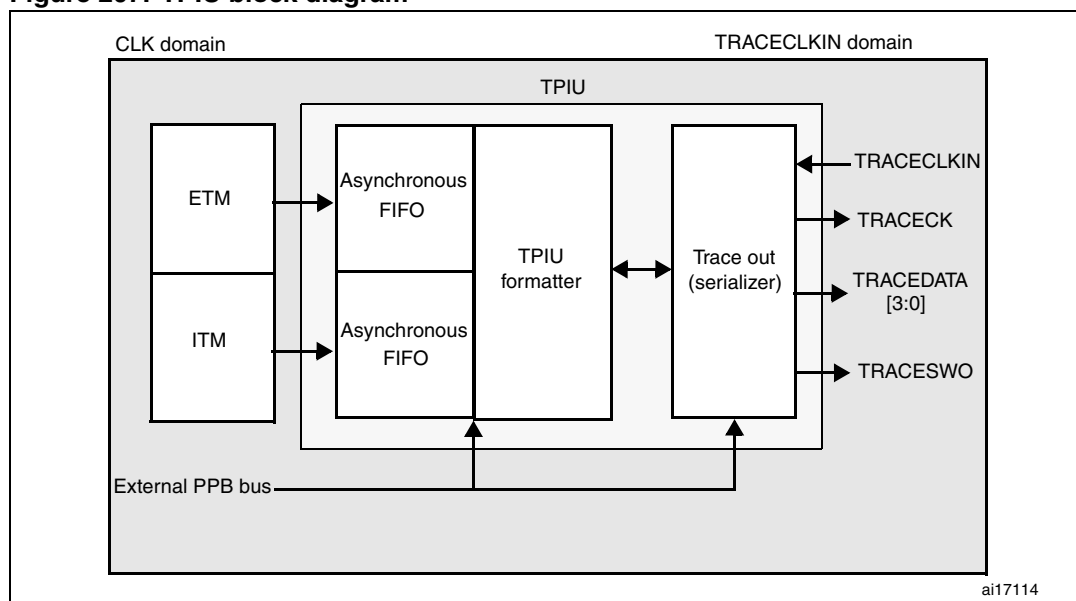 CLK domain
TRACECLKIN domain
TPIU
ETM
ITM
Asynchronous
FIFO
Asynchronous
FIFO
TPIU
formatter
Trace out
(serializer)
TRACECLKIN
TRACECK
TRACEDATA
[3:0]
TRACESWO
External PPB bus
ai17114